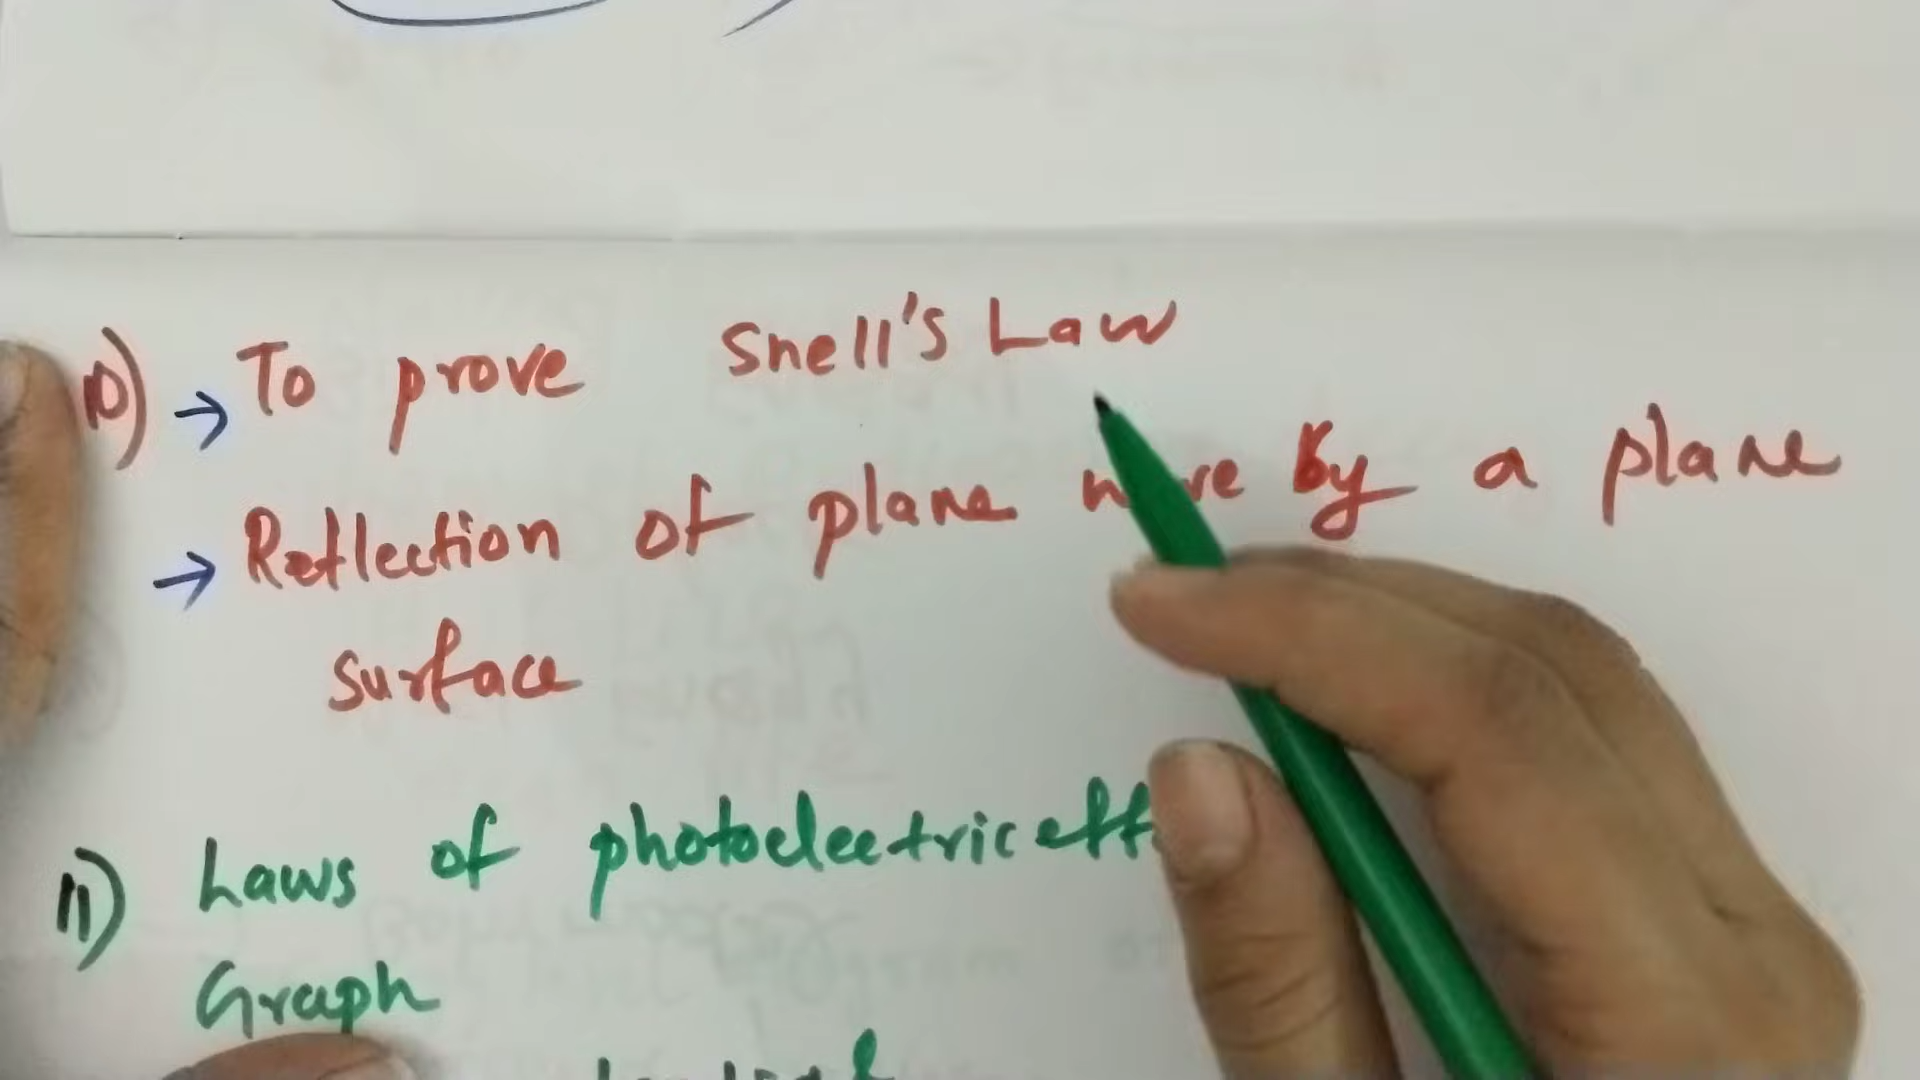 10) → To prove Snell's Law
→ Reflection of plane by a plane
surface
11) Laws of photoelectric
Graph